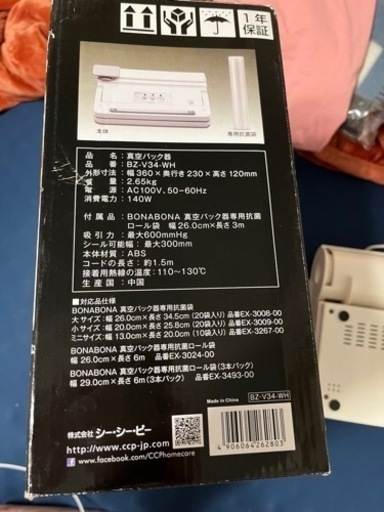 1年
保証
本体
専用抗菌袋
品名：真空パック器
品番：BZ-V34-WH
外形寸法：幅360×奥行き230×高さ120mm
質量：2.65kg
電源：AC100V、50-60Hz
消費電力：140W
付属品：BONABONA 真空パック器専用抗菌
ロール袋 幅26.0cm×長さ3m
吸引力：最大600mmHg
シール可能幅：最大300mm
本体材質：ABS
コードの長さ：約1.5m
接着用熱線の温度：110～130℃
生産国：中国
■対応品仕様
BONABONA 真空パック器専用抗菌袋
大サイズ：幅26.0cm×長さ34.5cm(20袋入り) 品番EX-3008-00
小サイズ：幅20.0cm×長さ25.8cm(20袋入り) 品番EX-3009-00
ミニサイズ：幅13.0cm×長さ20.0cm 品番EX-3267-00
BONABONA 真空パック器専用抗菌ロール袋
幅26.0cm×長さ6m 品番EX-3024-00
BONABONA 真空パック器専用抗菌ロール袋(3本パック)
幅29.0cm×長さ6m(3本パック) 品番EX-3493-00
Made in China
BZ-V34-WH
株式会社シー・シー・ピー
www.ccp-jp.com
www.facebook.com/CCPhomecare
4906064262803